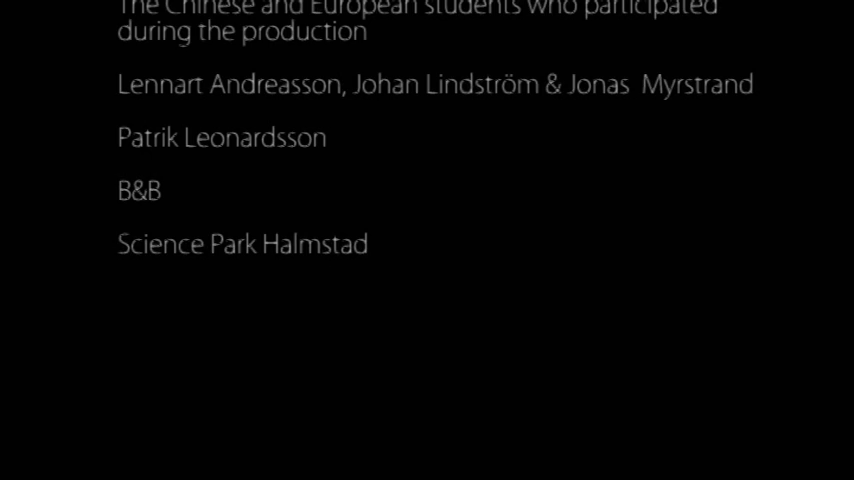 The Chinese and European students who participated
during the production
Lennart Andreasson, Johan Lindström & Jonas Myrstrand
Patrik Leonardsson
B&B
Science Park Halmstad